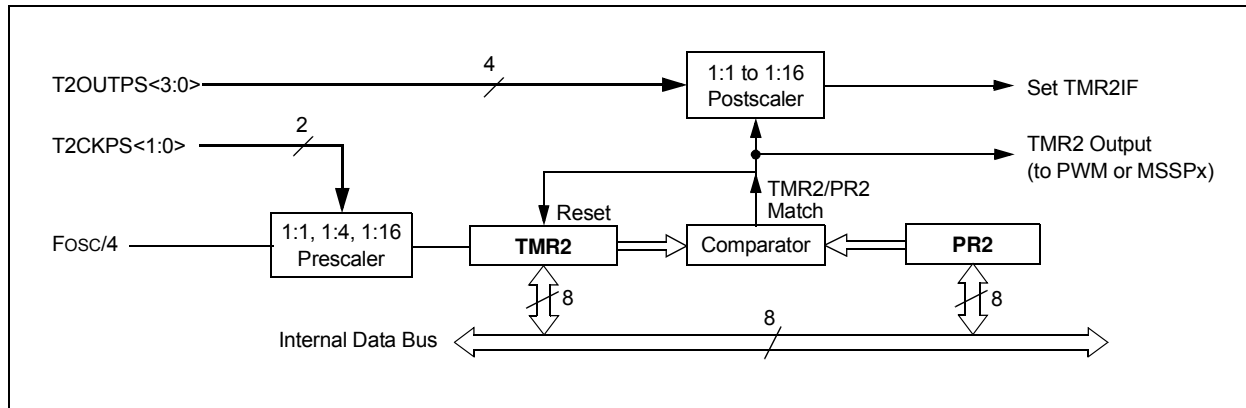 T2OUTPS<3:0>
4
1:1 to 1:16
Postscaler
Set TMR2IF
T2CKPS<1:0>
2
TMR2 Output
(to PWM or MSSPx)
TMR2/PR2
Match
Reset
FOSC/4
1:1, 1:4, 1:16
Prescaler
TMR2
Comparator
PR2
8
8
Internal Data Bus
8